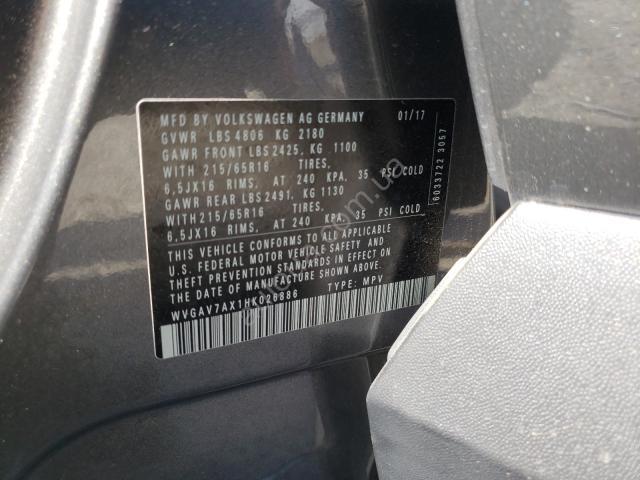 MFD BY VOLKSWAGEN AG GERMANY 01/17
GVWR LBS 4806 KG 2180
GAWR FRONT LBS 2425, KG 1100
WITH 215/65R16 TIRES,
6,5JX16 RIMS, AT 240 KPA, 35 PSI COLD
GAWR REAR LBS 2491, KG 1130
WITH 215/65R16 TIRES,
6,5JX16 RIMS, AT 240 KPA, 35 PSI COLD
THIS VEHICLE CONFORMS TO ALL APPLICABLE
U.S. FEDERAL MOTOR VEHICLE SAFETY AND
THEFT PREVENTION STANDARDS IN EFFECT ON
THE DATE OF MANUFACTURE SHOWN ABOVE.
WVGAV7AX1HK026886 TYPE: MPV
6033722 3057